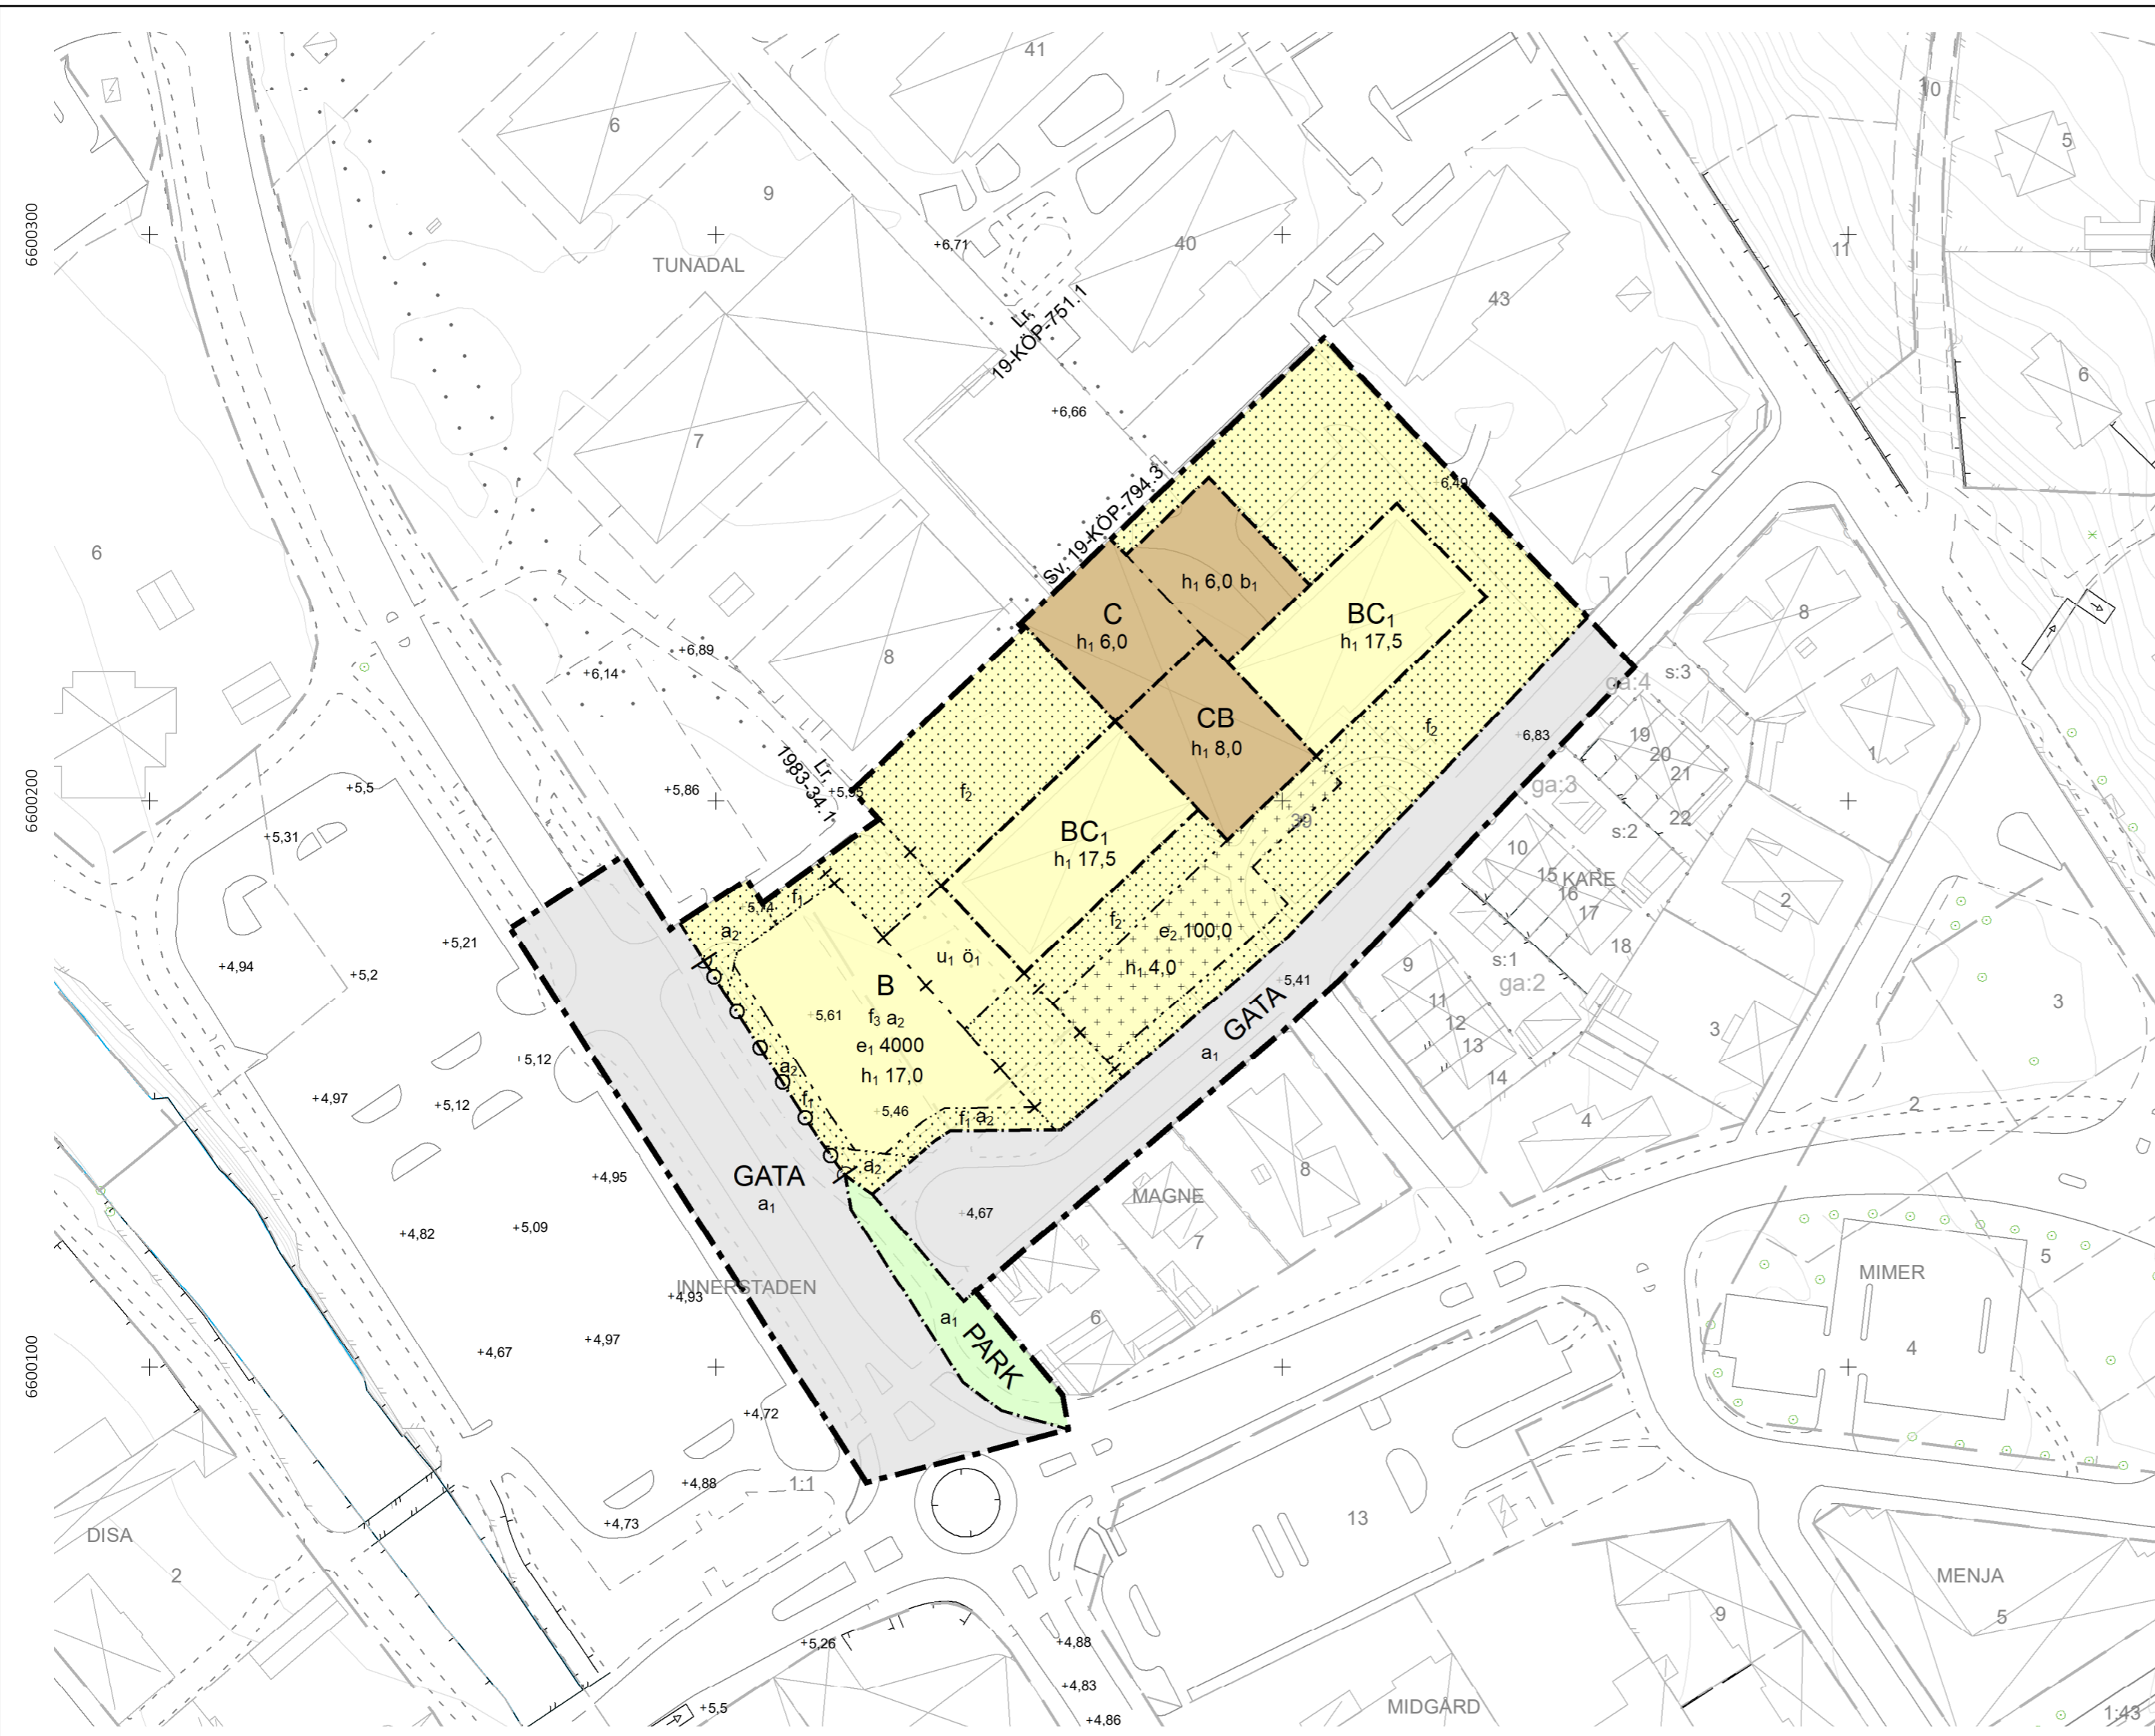 41
10
6
5
9
6600300
+6,71
40
11
TUNADAL
43
Lr,
19-KÖP-751.1
6
+6,66
7
Sv, 19-KÖP-794.3
6,49
6
h₁ 6,0 b₁
C
h₁ 6,0
BC₁
h₁ 17,5
8
+6,89
8
+6,14
s:3
ga:4
CB
h₁ 8,0
f₂
+6,83
19
20
21
22
1
6600200
Lr,
1983-34.1
+5,5
+5,86
+5,95
f₂
ga:3
39
s:2
+5,31
BC₁
h₁ 17,5
10
15
KARE
16
17
18
2
f₁
5,74
a₂
f₂
e₂ 100,0
+5,21
+4,94
+5,2
u₁ ö₁
h₁ 4,0
9
s:1
ga:2
+5,41
B
f₃ a₂
e₁ 4000
h₁ 17,0
+5,61
11
12
13
14
3
3
GATA
a₁
+5,12
a₂
f₁
+4,97
+5,12
+5,46
f₁ a₂
2
4
a₂
8
+4,95
GATA
a₁
MAGNE
+4,67
+4,82
+5,09
7
5
MIMER
INNERSTADEN
+4,93
6
a₁
PARK
+4,97
+4,67
4
6600100
+4,72
1:1
+4,88
13
+4,73
DISA
2
MENJA
5
9
+5,26
+4,88
+4,83
+5,5
+4,86
MIDGÅRD
1:43